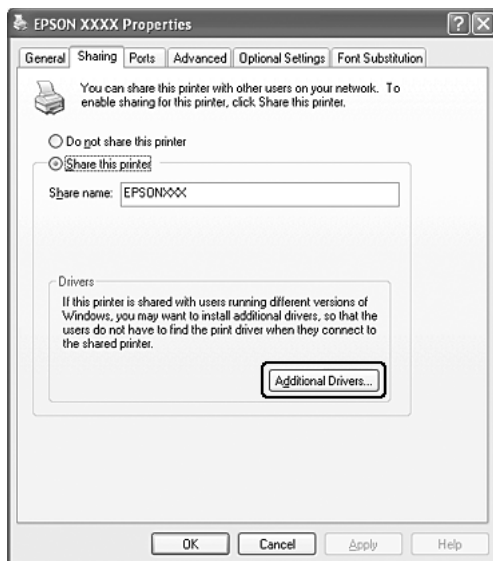 EPSON XXXX Properties
General Sharing Ports Advanced Optional Settings Font Substitution
You can share this printer with other users on your network. To
enable sharing for this printer, click Share this printer.
Do not share this printer
Share this printer
Share name: EPSONXXX
Drivers
If this printer is shared with users running different versions of
Windows, you may want to install additional drivers, so that the
users do not have to find the print driver when they connect to
the shared printer.
Additional Drivers...
OK Cancel Apply Help